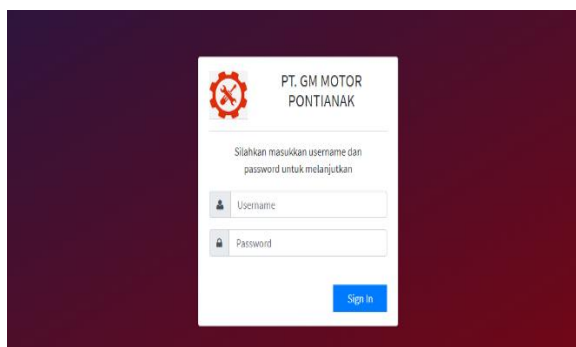 PT. GM MOTOR
PONTIANAK
Silahkan masukkan username dan
password untuk melanjutkan
Username
Password
Sign In